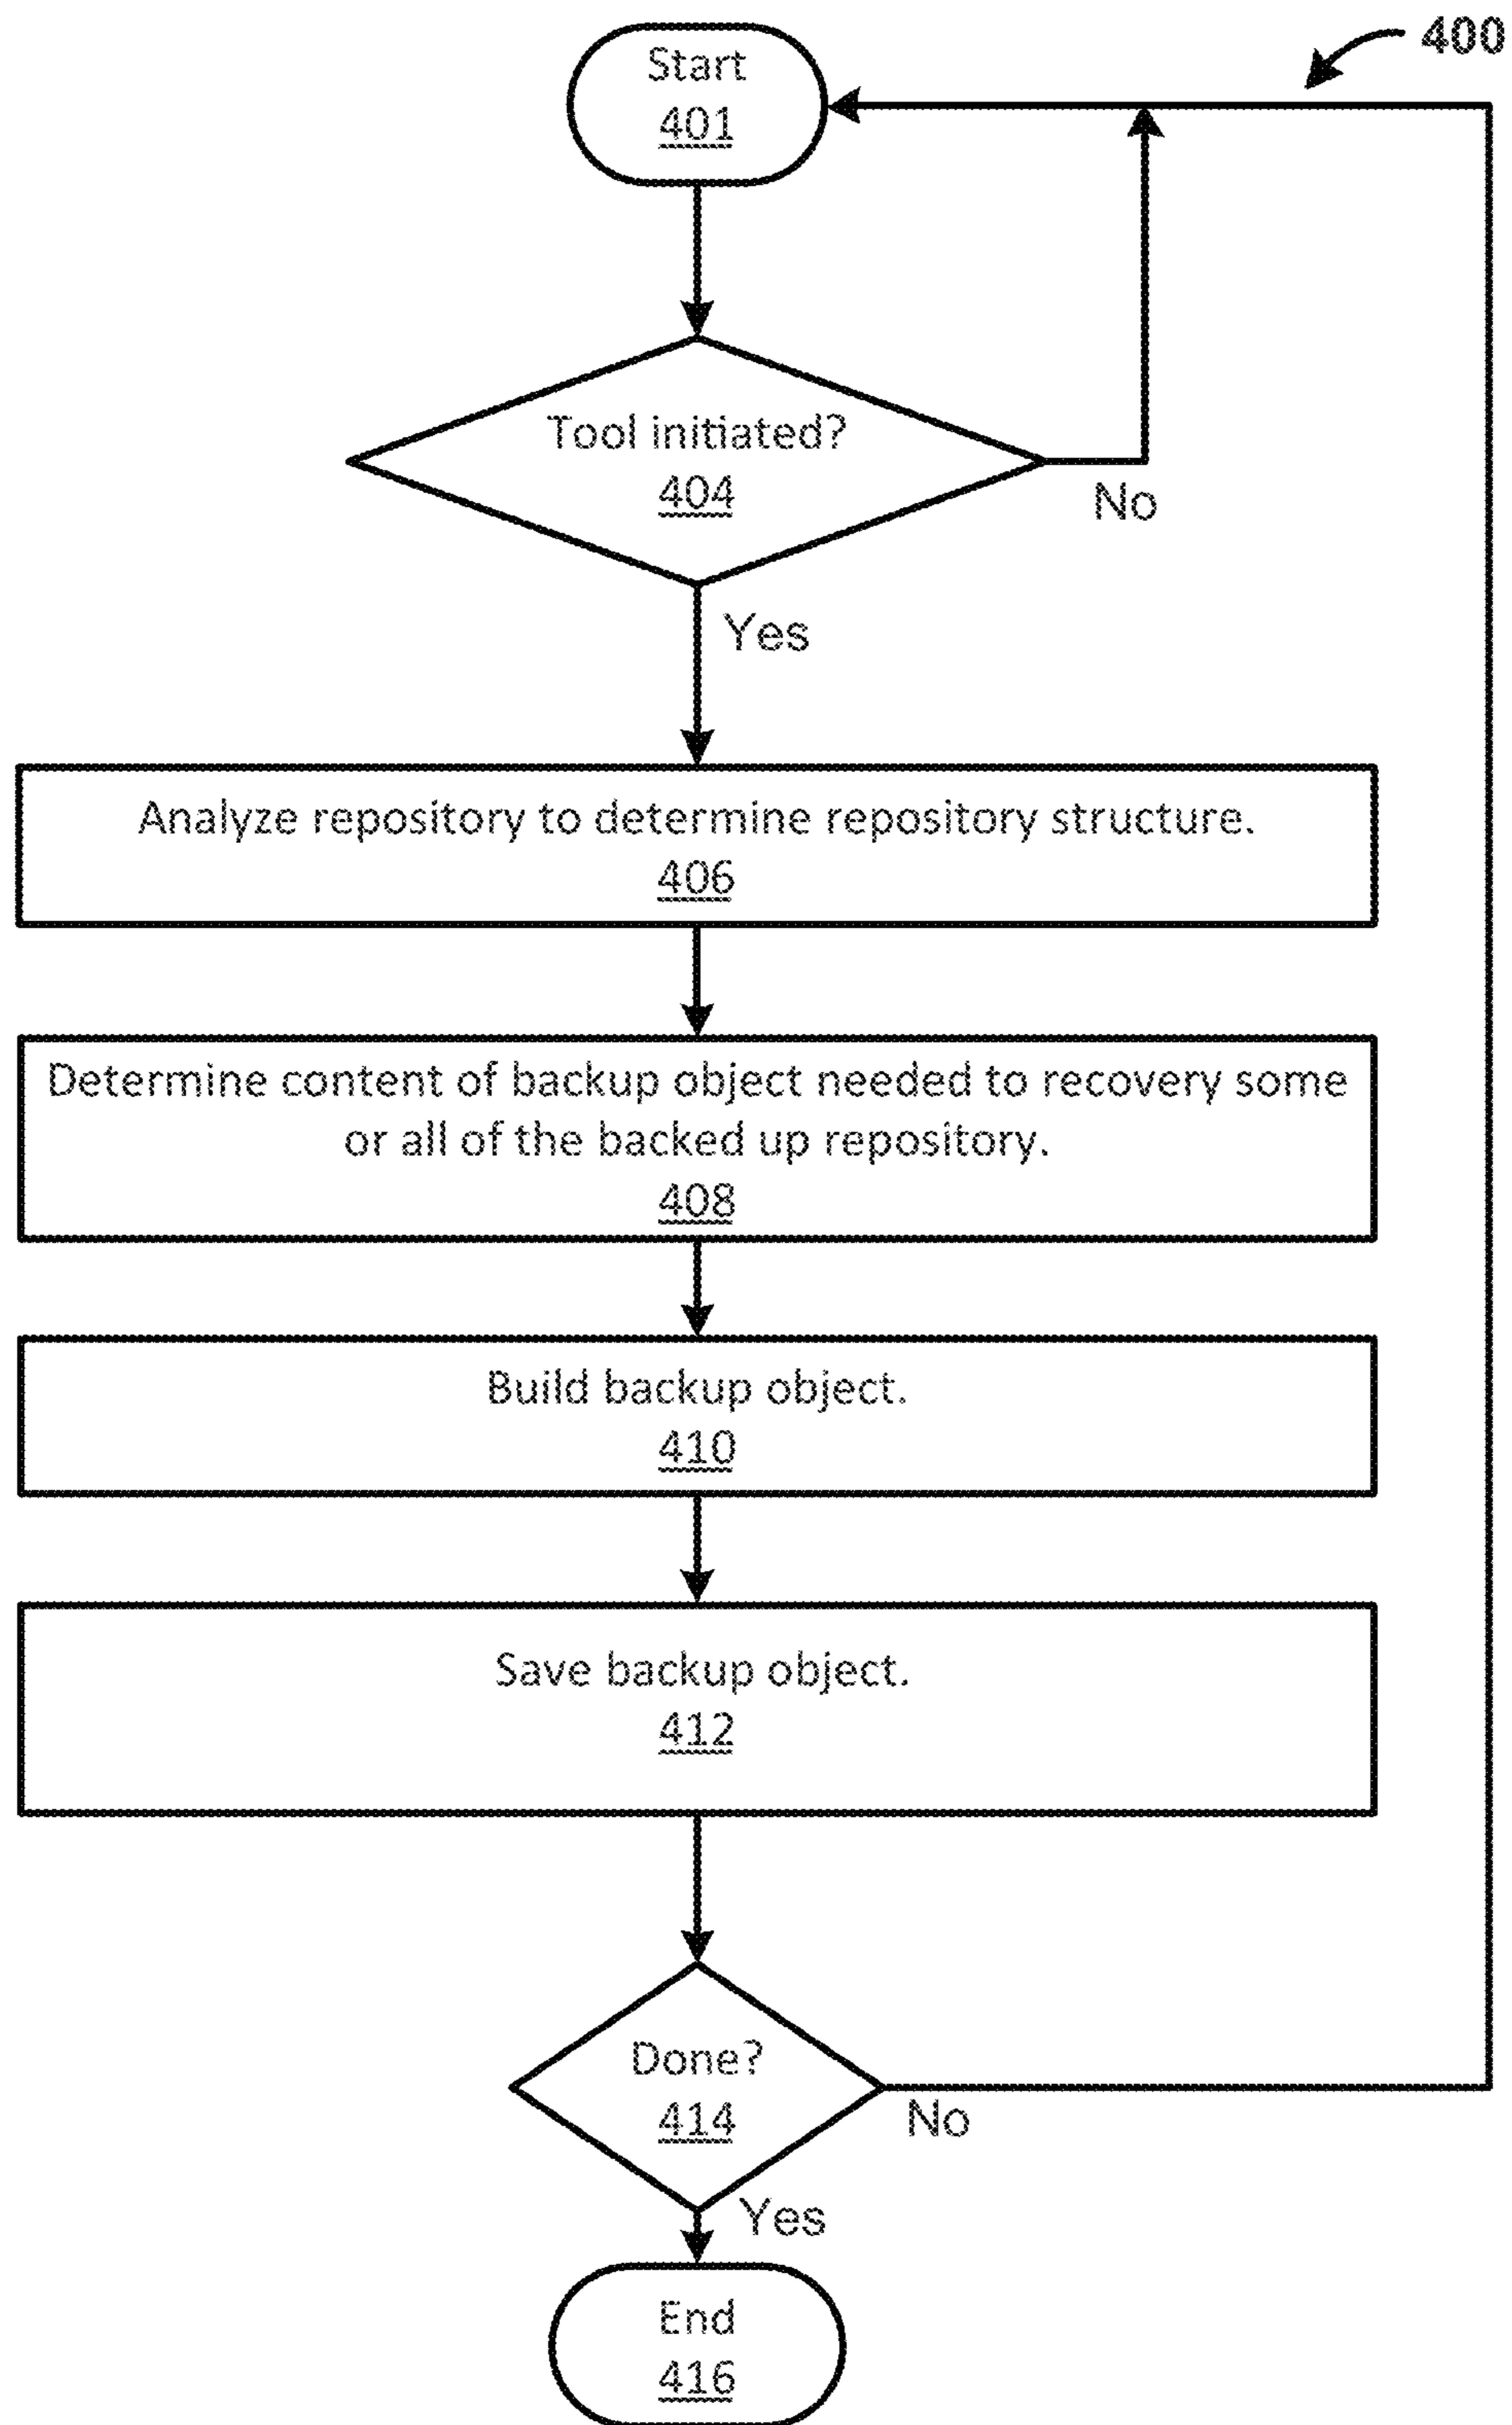 400
Start
401
Tool initiated?
404
No
Yes
Analyze repository to determine repository structure.
406
Determine content of backup object needed to recovery some
or all of the backed up repository.
408
Build backup object.
410
Save backup object.
412
Done?
414
No
Yes
End
416